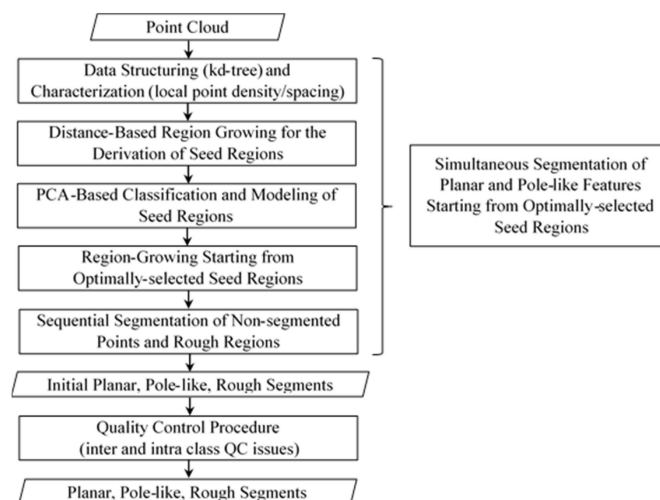 Point Cloud
Data Structuring (kd-tree) and
Characterization (local point density/spacing)
Distance-Based Region Growing for the
Derivation of Seed Regions
PCA-Based Classification and Modeling of
Seed Regions
Region-Growing Starting from
Optimally-selected Seed Regions
Sequential Segmentation of Non-segmented
Points and Rough Regions
Simultaneous Segmentation of
Planar and Pole-like Features
Starting from Optimally-selected
Seed Regions
Initial Planar, Pole-like, Rough Segments
Quality Control Procedure
(inter and intra class QC issues)
Planar, Pole-like, Rough Segments